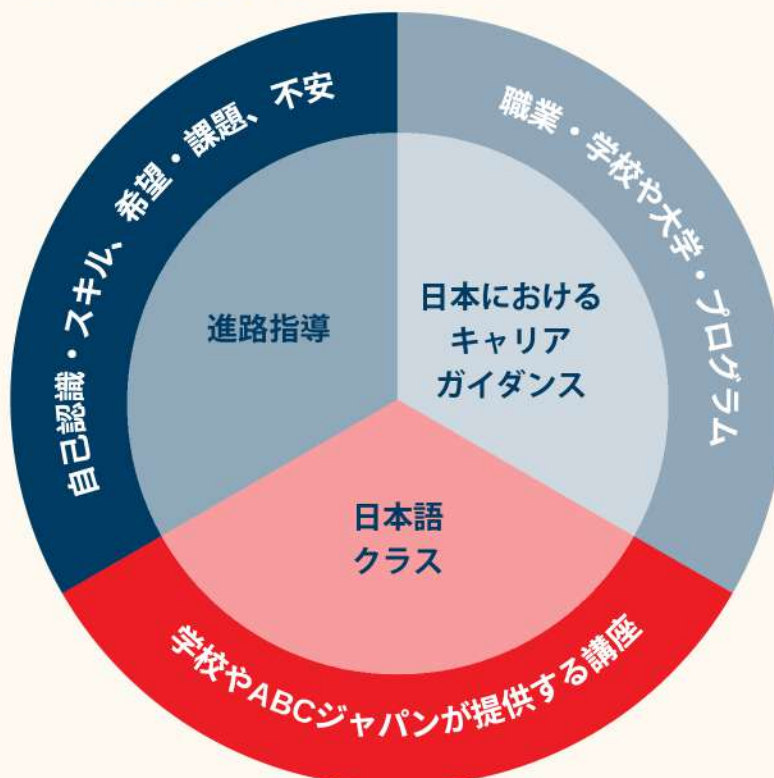 自己認識・スキル、希望・課題、不安
職業・学校や大学・プログラム
進路指導
日本における
キャリア
ガイダンス
日本語
クラス
学校やABCジャパンが提供する講座